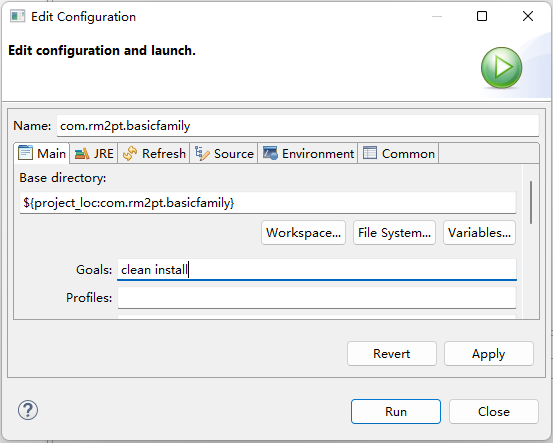 Edit Configuration
Edit configuration and launch.
Name: com.rm2pt.basicfamily
Main JRE Refresh Source Environment Common
Base directory:
${project_loc:com.rm2pt.basicfamily}
Workspace... File System... Variables...
Goals: clean install
Profiles:
Revert Apply
? Run Close